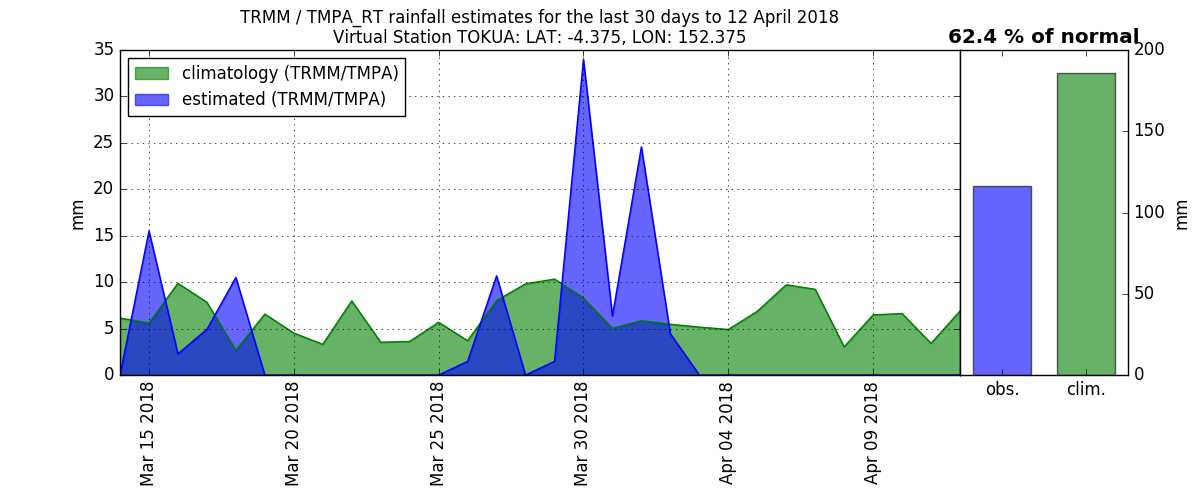 TRMM / TMPA_RT rainfall estimates for the last 30 days to 12 April 2018
Virtual Station TOKUA: LAT: -4.375, LON: 152.375
62.4 % of normal
climatology (TRMM/TMPA)
estimated (TRMM/TMPA)
35
30
25
20
15
10
5
0
mm
200
150
100
50
0
mm
Mar 15 2018
Mar 20 2018
Mar 25 2018
Mar 30 2018
Apr 04 2018
Apr 09 2018
obs.
clim.